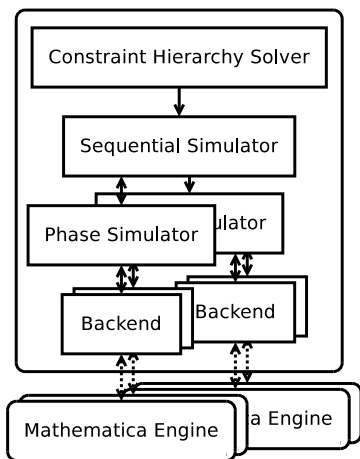 Constraint Hierarchy Solver
Sequential Simulator
ulator
Phase Simulator
Backend
Backend
a Engine
Mathematica Engine